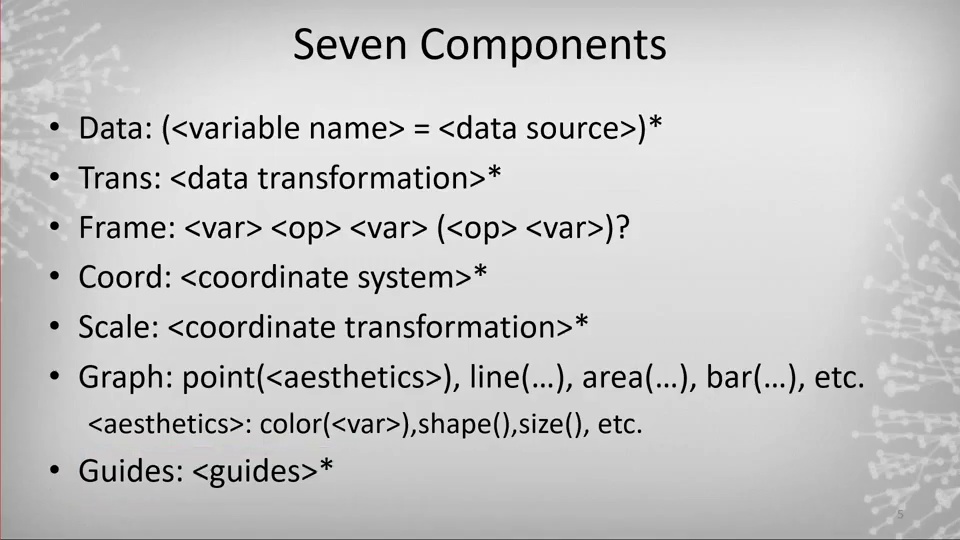 Seven Components
• Data: (<variable name> = <data source>)*
• Trans: <data transformation>*
• Frame: <var> <op> <var> (<op> <var>)?
• Coord: <coordinate system>*
• Scale: <coordinate transformation>*
• Graph: point(<aesthetics>), line(…), area(…), bar(…), etc.
<aesthetics>: color(<var>),shape(),size(), etc.
• Guides: <guides>*
5